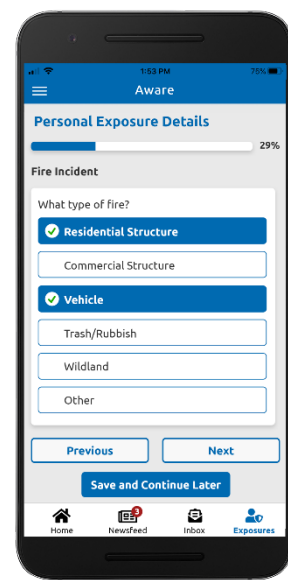 1:53 PM
75%
Aware
Personal Exposure Details
29%
Fire Incident
What type of fire?
Residential Structure
Commercial Structure
Vehicle
Trash/Rubbish
Wildland
Other
Previous Next
Save and Continue Later
3
Home Newsfeed Inbox Exposures